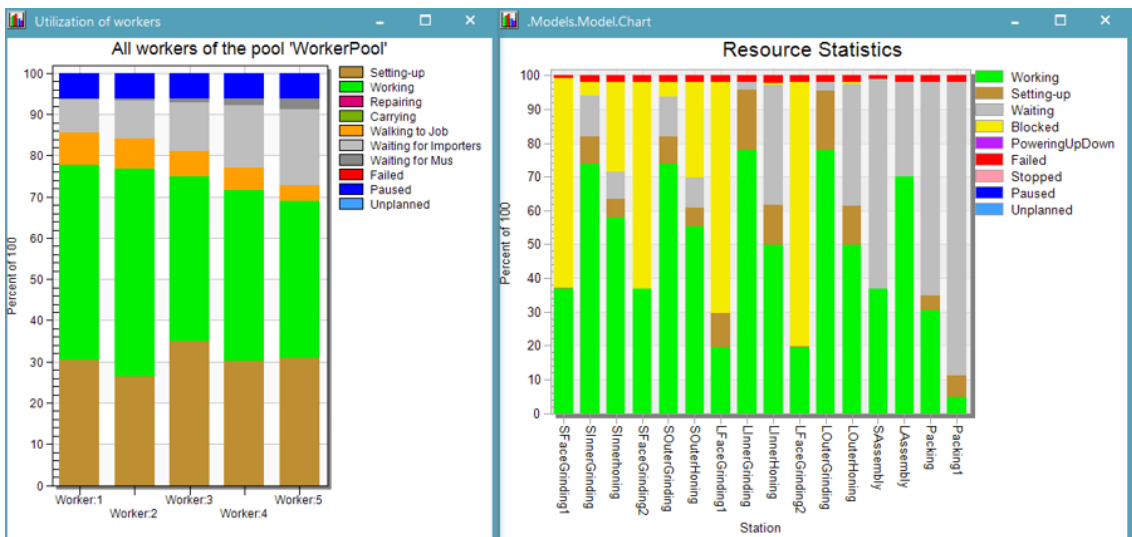 Utilization of workers
All workers of the pool 'WorkerPool'
Percent of 100
100
90
80
70
60
50
40
30
20
10
0
Worker:1
Worker:2
Worker:3
Worker:4
Worker:5
Setting-up
Working
Repairing
Carrying
Walking to Job
Waiting for Importers
Waiting for Mus
Failed
Paused
Unplanned
.Models.Model.Chart
Resource Statistics
Percent of 100
100
90
80
70
60
50
40
30
20
10
0
SFaceGrinding1
SInnerGrinding
SInnerhoning
SFaceGrinding2
SOuterGrinding
SOuterHoning
LFaceGrinding1
LInnerGrinding
LInnerHoning
LFaceGrinding2
LOuterGrinding
LOuterHoning
SAssembly
LAssembly
Packing
Packing1
Station
Working
Setting-up
Waiting
Blocked
PoweringUpDown
Failed
Stopped
Paused
Unplanned